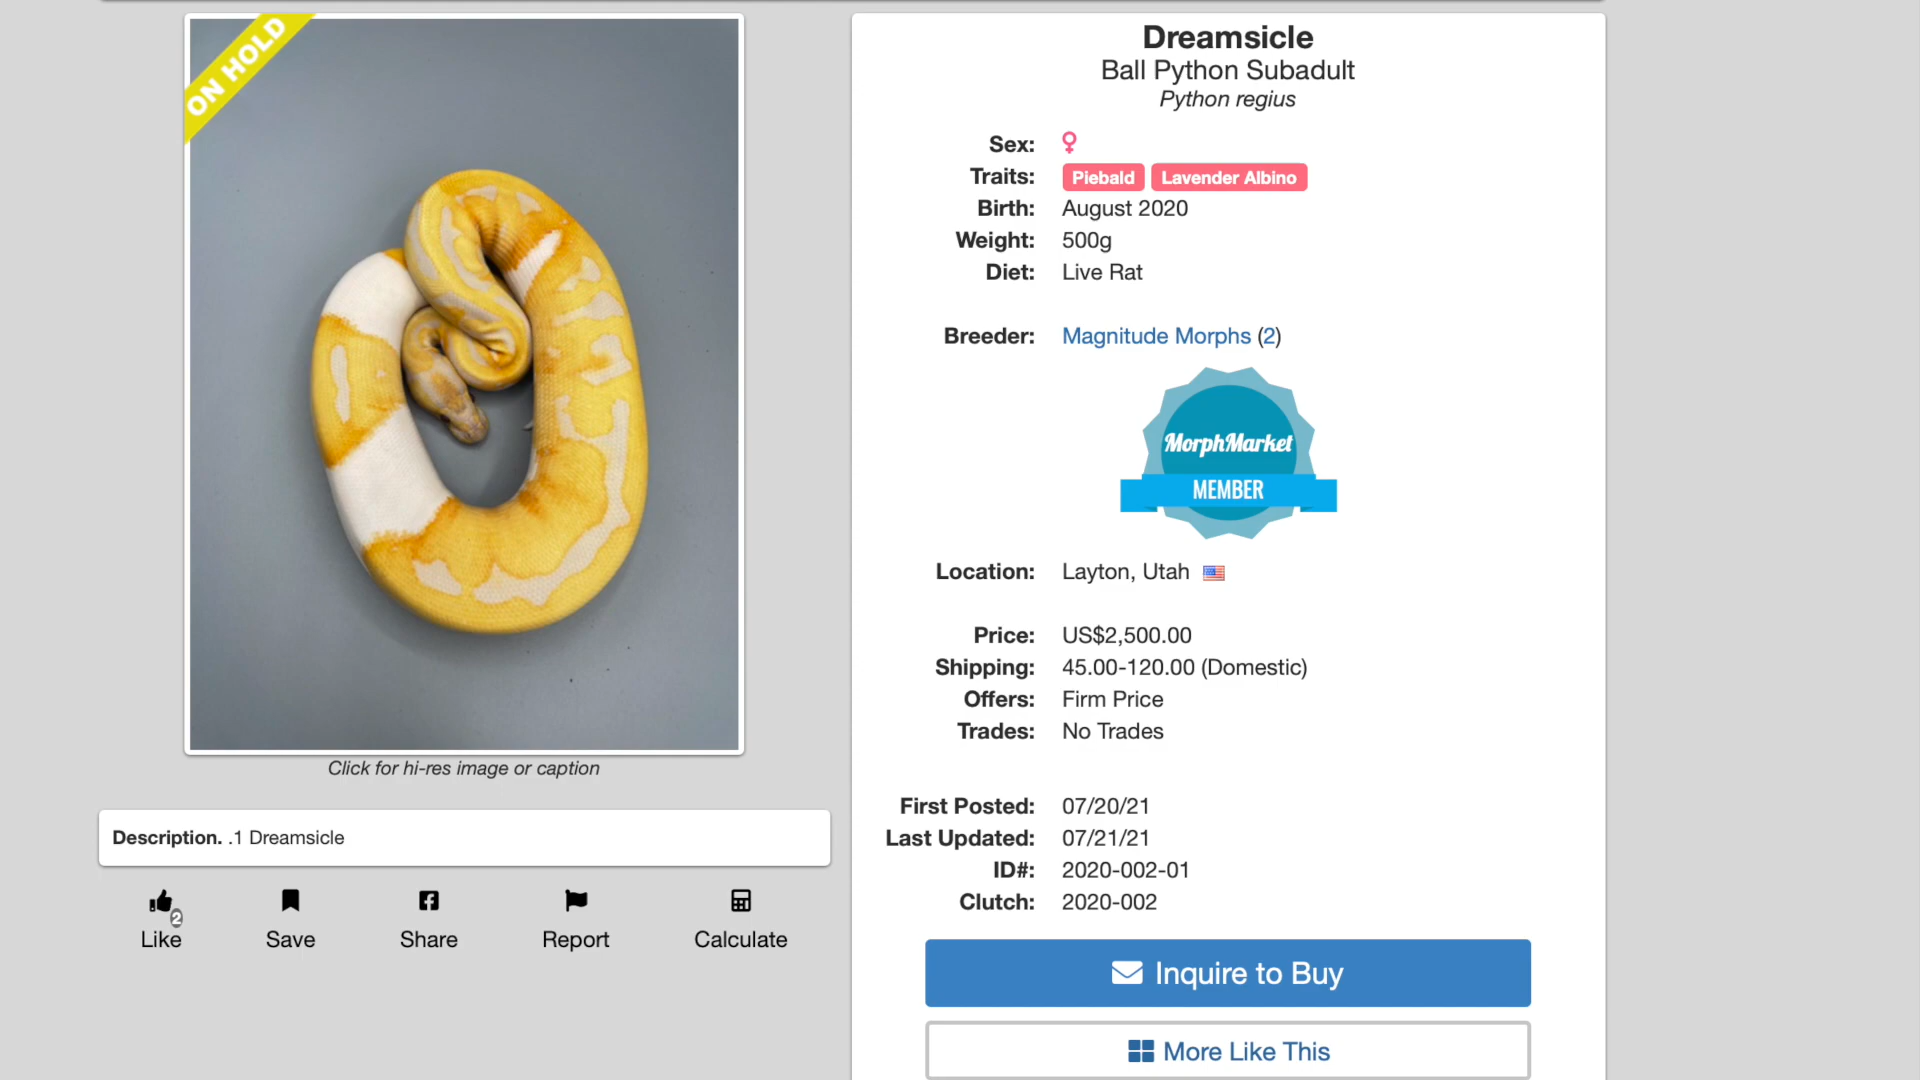 ON HOLD
Click for hi-res image or caption
Description. .1 Dreamsicle
2
Like
Save
Share
Report
Calculate
Dreamsicle
Ball Python Subadult
Python regius
Sex: ♀
Traits: Piebald Lavender Albino
Birth: August 2020
Weight: 500g
Diet: Live Rat
Breeder: Magnitude Morphs (2)
MorphMarket
MEMBER
Location: Layton, Utah
Price: US$2,500.00
Shipping: 45.00-120.00 (Domestic)
Offers: Firm Price
Trades: No Trades
First Posted: 07/20/21
Last Updated: 07/21/21
ID#: 2020-002-01
Clutch: 2020-002
Inquire to Buy
More Like This